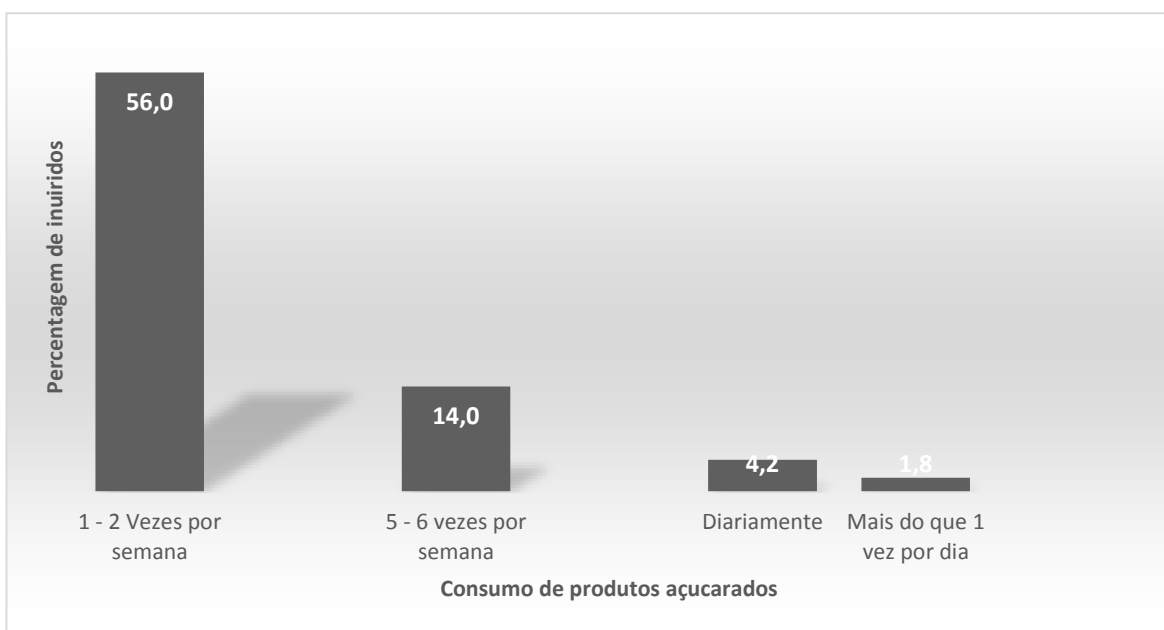 56,0
14,0
4,2
1,8
Percentagem de inuiridos
1 - 2 Vezes por
semana
5 - 6 vezes por
semana
Diariamente
Mais do que 1
vez por dia
Consumo de produtos açucarados